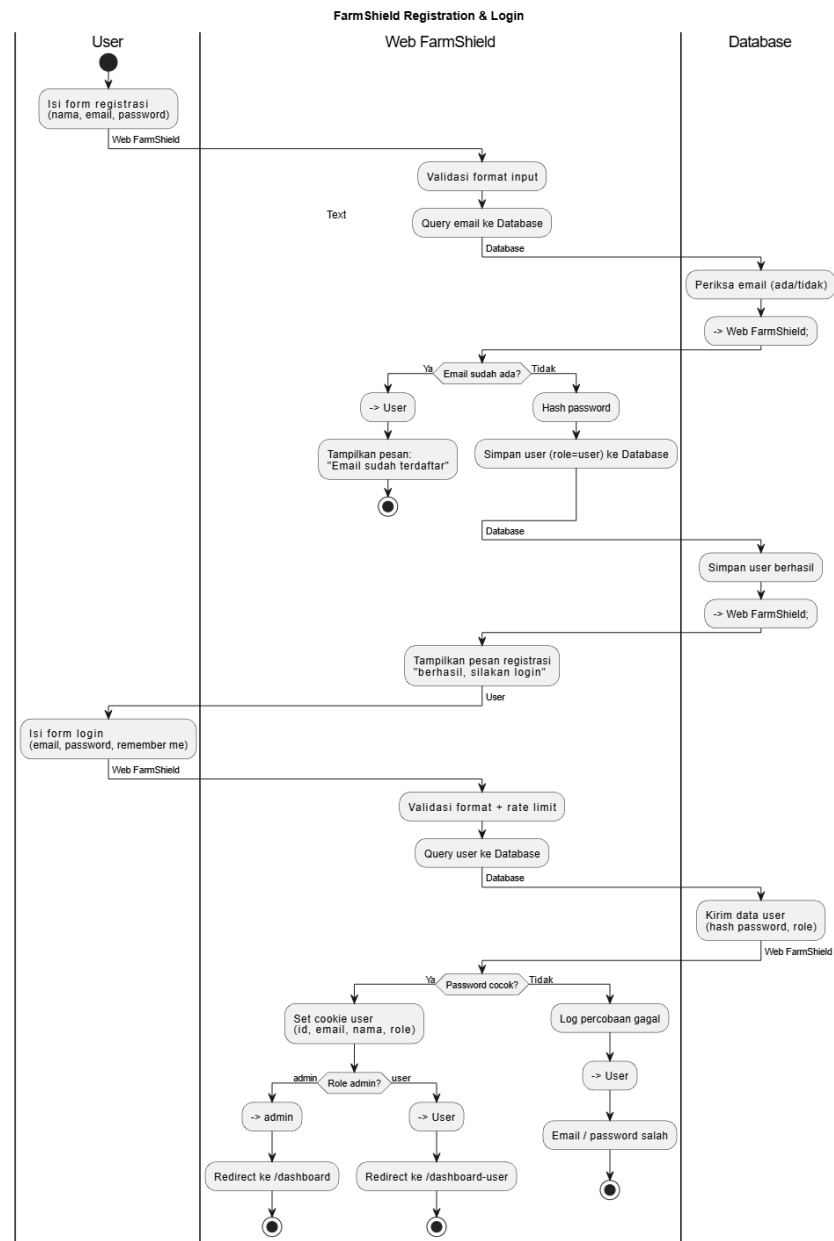 FarmShield Registration & Login
User
Web FarmShield
Database
Isi form registrasi
(nama, email, password)
Web FarmShield
Validasi format input
Text
Query email ke Database
Database
Periksa email (ada/tidak)
-> Web FarmShield;
Ya
Email sudah ada?
Tidak
-> User
Hash password
Tampilkan pesan:
"Email sudah terdaftar"
Simpan user (role=user) ke Database
Database
Simpan user berhasil
-> Web FarmShield;
Tampilkan pesan registrasi
"berhasil, silakan login"
User
Isi form login
(email, password, remember me)
Web FarmShield
Validasi format + rate limit
Query user ke Database
Database
Kirim data user
(hash password, role)
Web FarmShield
Ya
Password cocok?
Tidak
Set cookie user
(id, email, nama, role)
Log percobaan gagal
admin
Role admin?
user
-> User
-> admin
-> User
Email / password salah
Redirect ke /dashboard
Redirect ke /dashboard-user